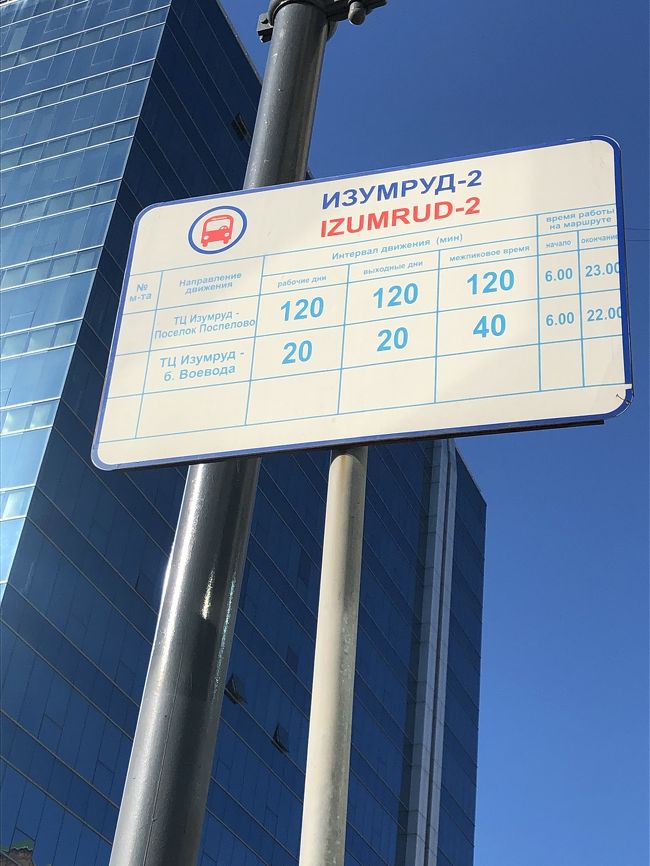 ИЗУМРУД-2
IZUMRUD-2
№ м-та
Направление движения
Интервал движения (мин)
рабочие дни
выходные дни
межпиковое время
время работы на маршруте
начало
окончание
ТЦ Изумруд - Поселок Поспелово 120 120 120 6.00 23.00
ТЦ Изумруд - б. Воевода 20 20 40 6.00 22.00